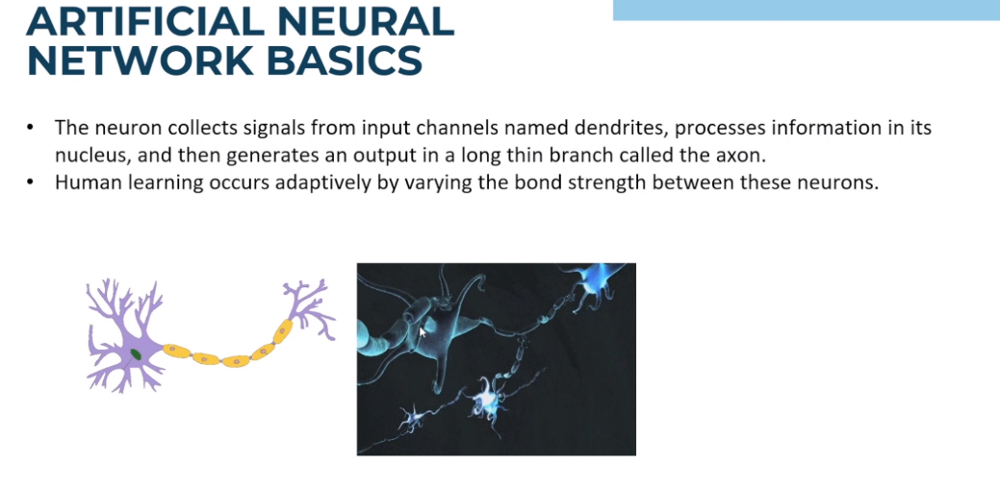 ARTIFICIAL NEURAL
NETWORK BASICS
• The neuron collects signals from input channels named dendrites, processes information in its
nucleus, and then generates an output in a long thin branch called the axon.
• Human learning occurs adaptively by varying the bond strength between these neurons.